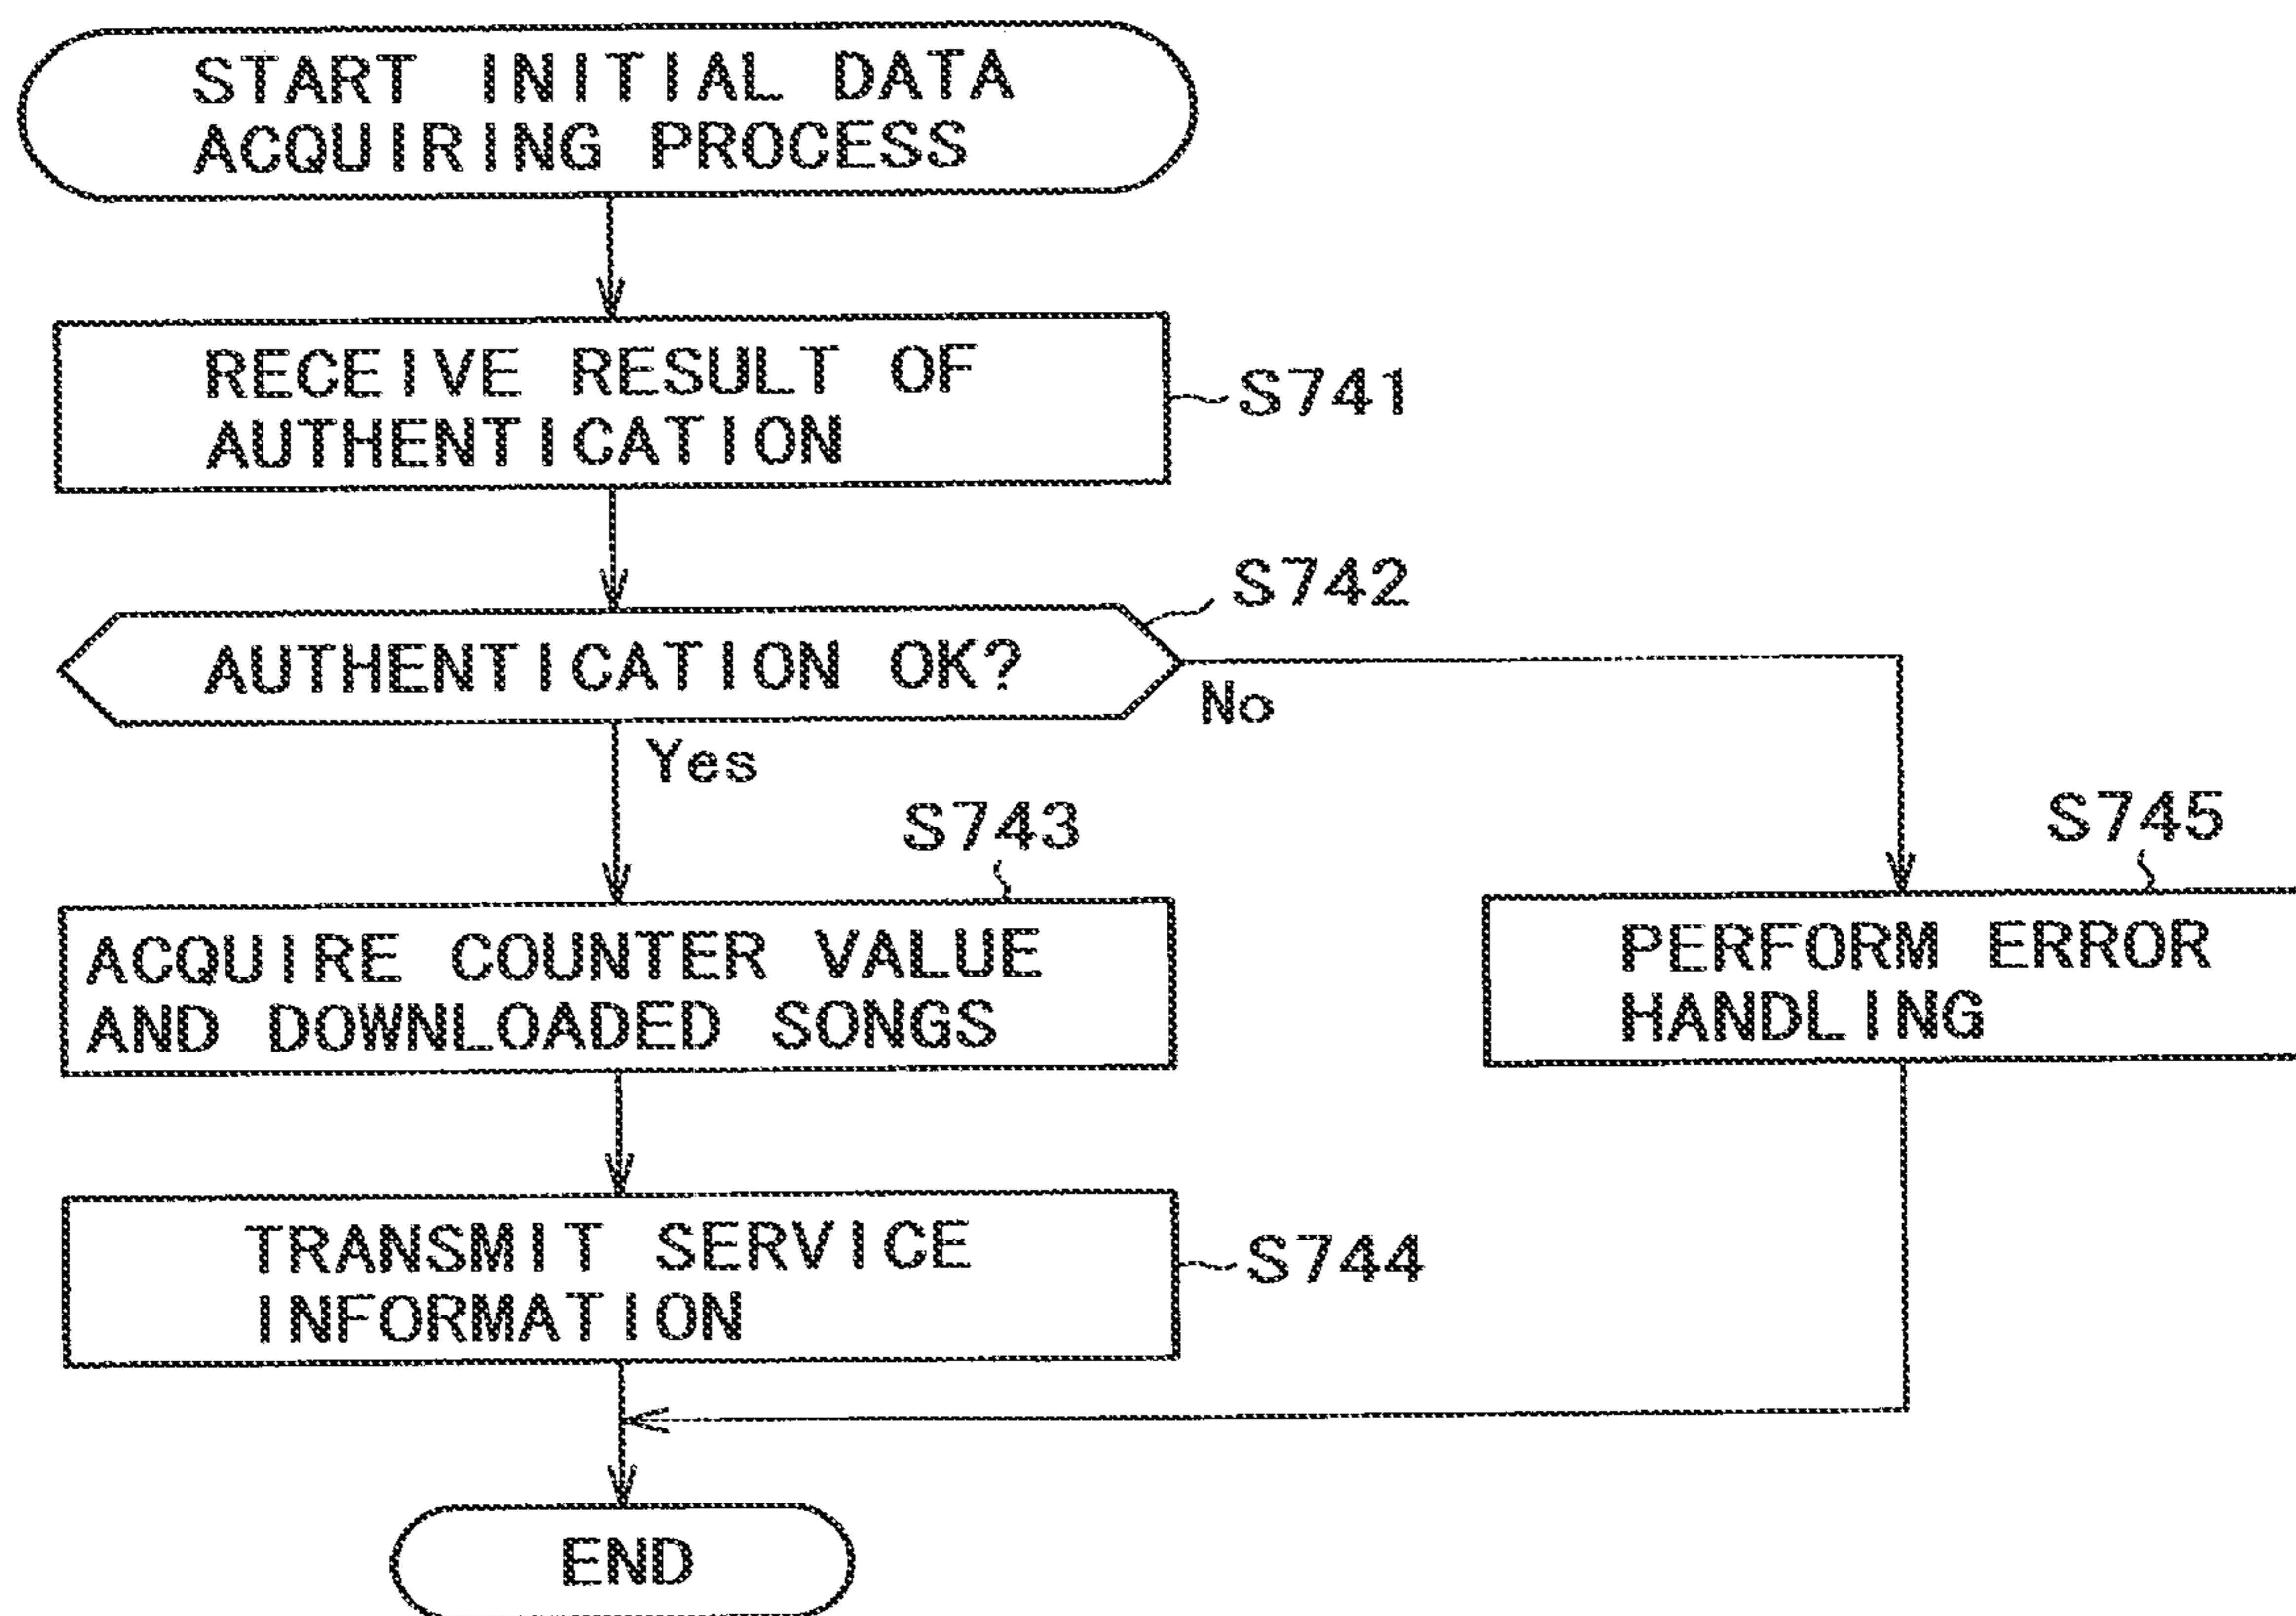 START INITIAL DATA
ACQUIRING PROCESS
RECEIVE RESULT OF
AUTHENTICATION
S741
S742
AUTHENTICATION OK?
No
Yes
S743
S745
ACQUIRE COUNTER VALUE
AND DOWNLOADED SONGS
PERFORM ERROR
HANDLING
TRANSMIT SERVICE
INFORMATION
S744
END